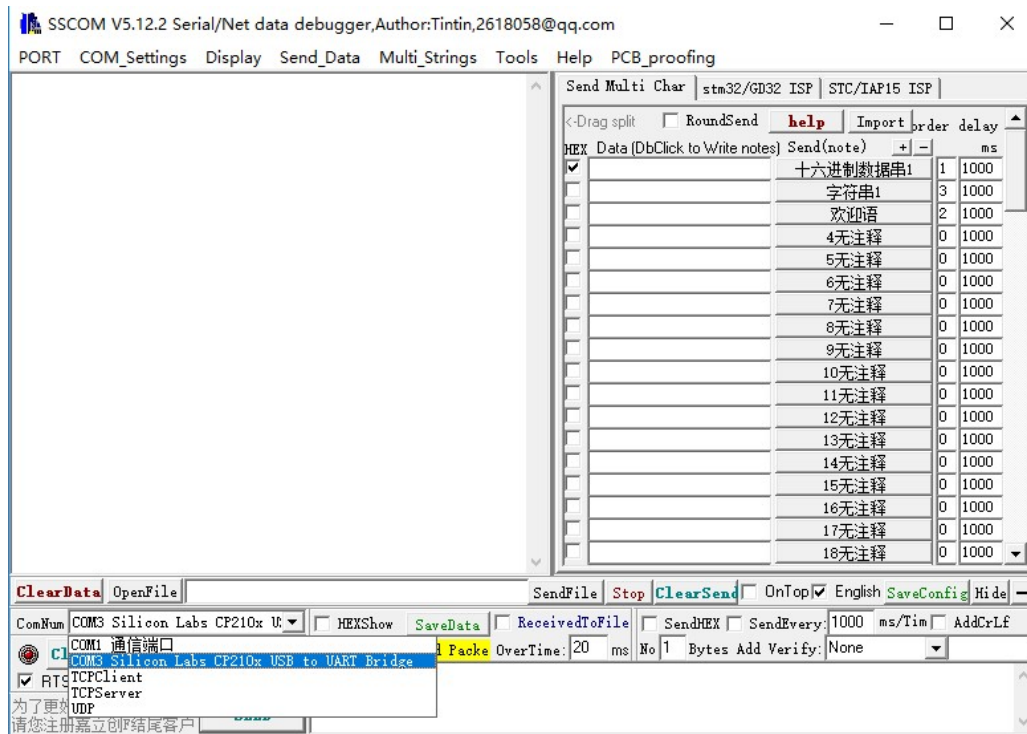 SSCOM V5.12.2 Serial/Net data debugger,Author:Tintin,2618058@qq.com
PORT COM_Settings Display Send_Data Multi_Strings Tools Help PCB_proofing
Send Multi Char stm32/GD32 ISP STC/IAP15 ISP
<-Drag split RoundSend help Import order delay
HEX Data (DbClick to Write notes) Send(note) + - ms
十六进制数据串1 1 1000
字符串1 3 1000
欢迎语 2 1000
4无注释 0 1000
5无注释 0 1000
6无注释 0 1000
7无注释 0 1000
8无注释 0 1000
9无注释 0 1000
10无注释 0 1000
11无注释 0 1000
12无注释 0 1000
13无注释 0 1000
14无注释 0 1000
15无注释 0 1000
16无注释 0 1000
17无注释 0 1000
18无注释 0 1000
ClearData OpenFile SendFile Stop ClearSend OnTop English SaveConfig Hide
ComNum COM3 Silicon Labs CP210x HEXShow SaveData ReceivedToFile SendHEX SendEvery: 1000 ms/Tim AddCrLf
COM1 通信端口
COM3 Silicon Labs CP210x USB to UART Bridge
TCPClient
TCPServer
UDP
Packe OverTime: 20 ms No 1 Bytes Add Verify: None
RTS
为了更
请您注册嘉立创F结尾客户